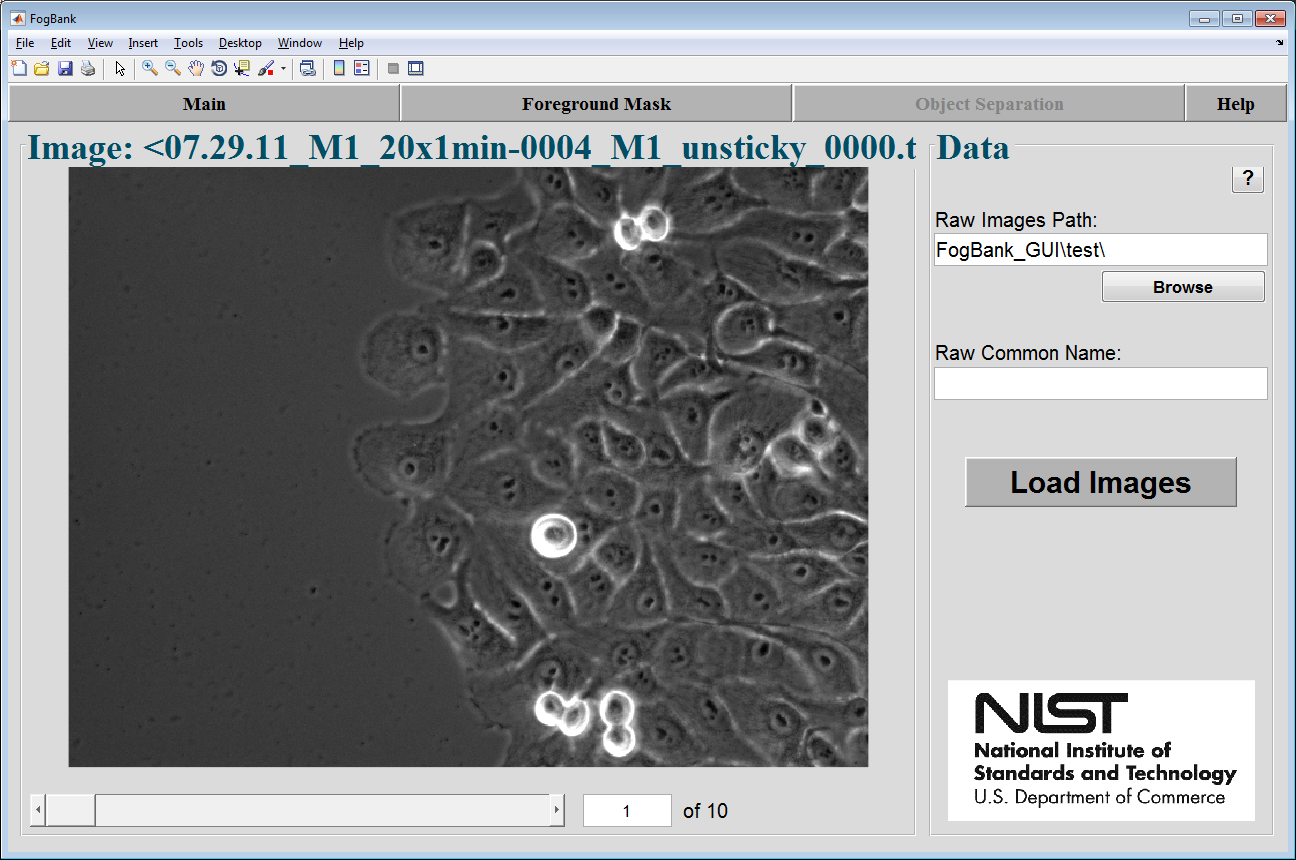 FogBank
File Edit View Insert Tools Desktop Window Help
Main Foreground Mask Object Separation Help
Image: <07.29.11_M1_20x1min-0004_M1_unsticky_0000.t
Data
?
Raw Images Path:
FogBank_GUI\test\
Browse
Raw Common Name:
Load Images
NIST
National Institute of
Standards and Technology
U.S. Department of Commerce
1 of 10